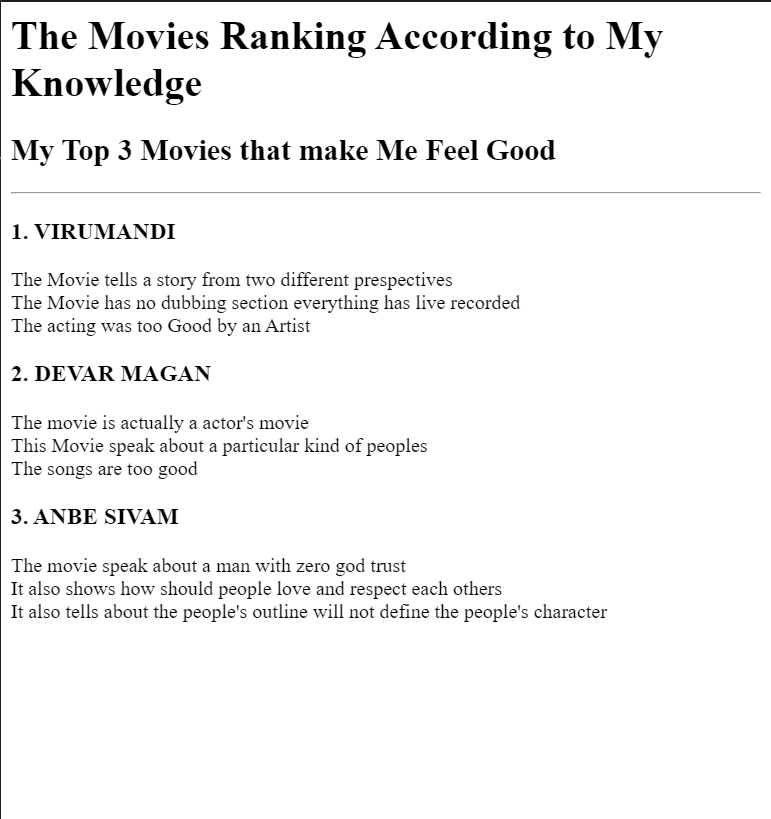 The Movies Ranking According to My
Knowledge
My Top 3 Movies that make Me Feel Good
1. VIRUMANDI
The Movie tells a story from two different prespectives
The Movie has no dubbing section everything has live recorded
The acting was too Good by an Artist
2. DEVAR MAGAN
The movie is actually a actor's movie
This Movie speak about a particular kind of peoples
The songs are too good
3. ANBE SIVAM
The movie speak about a man with zero god trust
It also shows how should people love and respect each others
It also tells about the people's outline will not define the people's character